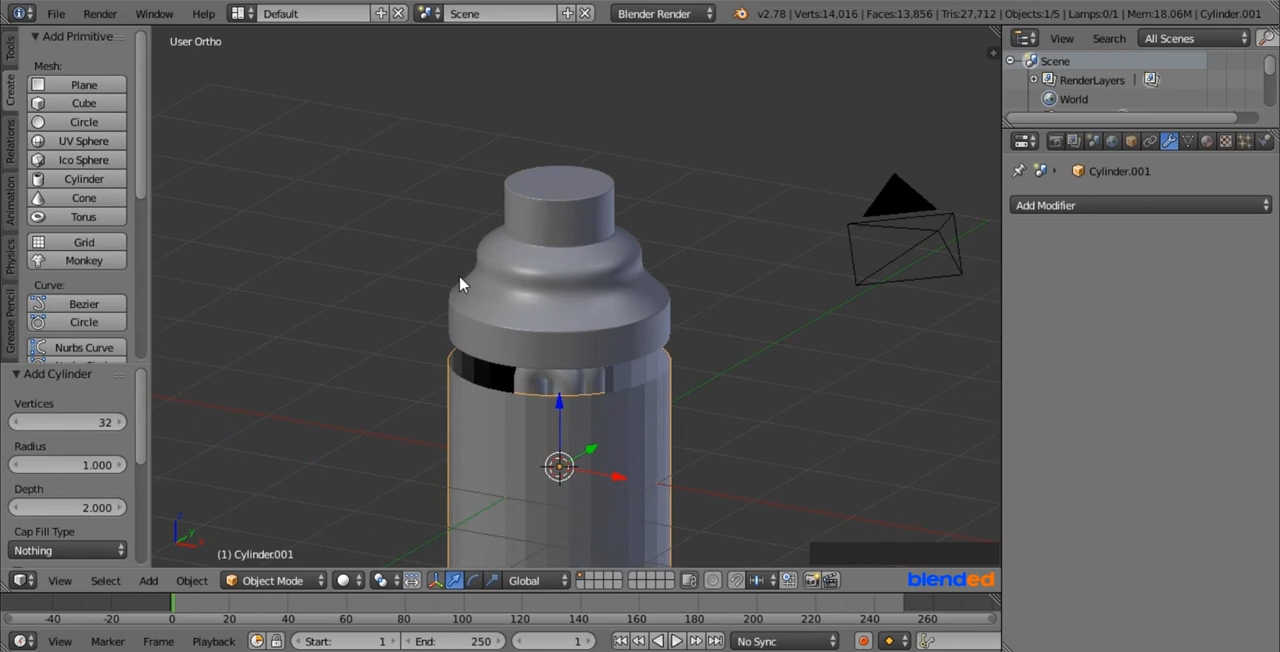 File Render Window Help Default Scene Blender Render v2.78 | Verts:14,016 | Faces:13,856 | Tris:27,712 | Objects:1/5 | Lamps:0/1 | Mem:18.06M | Cylinder.001
Tools
Create
Relations
Animation
Physics
Grease Pencil
Add Primitive
Mesh:
Plane
Cube
Circle
UV Sphere
Ico Sphere
Cylinder
Cone
Torus
Grid
Monkey
Curve:
Bezier
Circle
Nurbs Curve
Add Cylinder
Vertices
32
Radius
1.000
Depth
2.000
Cap Fill Type
Nothing
User Ortho
(1) Cylinder.001
View Search All Scenes
Scene
RenderLayers
World
Cylinder.001
Add Modifier
View Select Add Object Object Mode Global blended
-40 -20 0 20 40 60 80 100 120 140 160 180 200 220 240 260
View Marker Frame Playback Start: 1 End: 250 1 No Sync